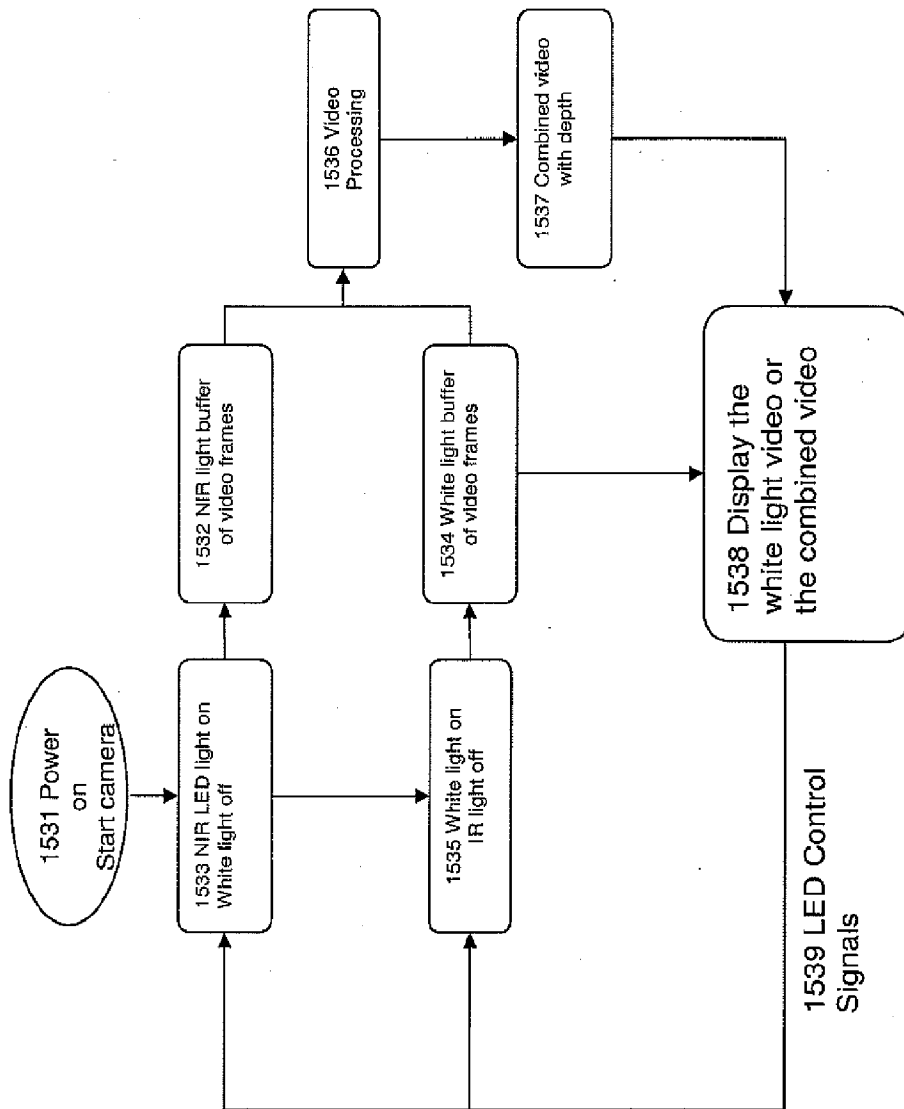 1531 Power
on
Start camera
1533 NIR LED light on
White light off
1532 NIR light buffer
of video frames
1535 White light on
IR light off
1534 White light buffer
of video frames
1536 Video
Processing
1537 Combined video
with depth
1538 Display the
white light video or
the combined video
1539 LED Control
Signals